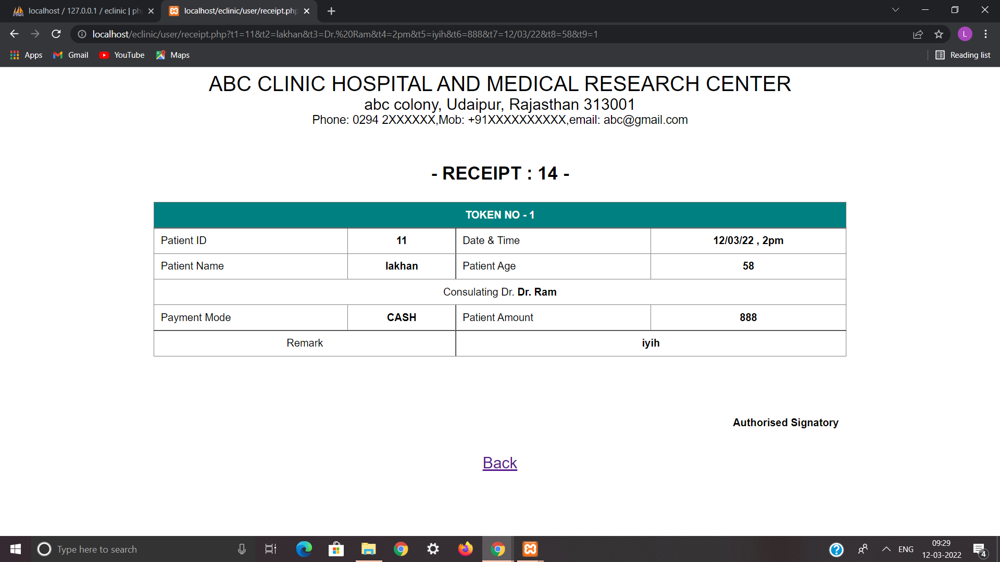 localhost / 127.0.0.1 / eclinic | ph
localhost/eclinic/user/receipt.php
localhost/eclinic/user/receipt.php?t1=11&t2=lakhan&t3=Dr.%20Ram&t4=2pm&t5=iyih&t6=888&t7=12/03/22&t8=58&t9=1
L
Apps Gmail YouTube Maps Reading list
ABC CLINIC HOSPITAL AND MEDICAL RESEARCH CENTER
abc colony, Udaipur, Rajasthan 313001
Phone: 0294 2XXXXXX,Mob: +91XXXXXXXXXX,email: abc@gmail.com
- RECEIPT : 14 -
TOKEN NO - 1
Patient ID 11 Date & Time 12/03/22 , 2pm
Patient Name lakhan Patient Age 58
Consulating Dr. Dr. Ram
Payment Mode CASH Patient Amount 888
Remark iyih
Authorised Signatory
Back
Type here to search
ENG
09:29
12-03-2022
4